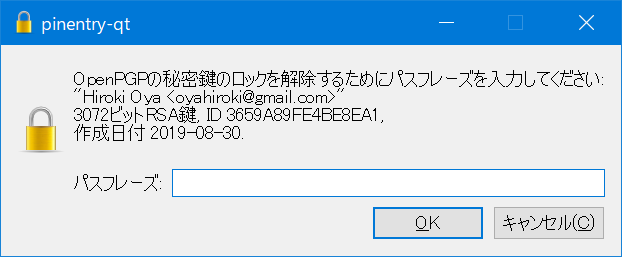 pinentry-qt
OpenPGPの秘密鍵のロックを解除するためにパスフレーズを入力してください:
"Hiroki Oya <oyahiroki@gmail.com>"
3072ビットRSA鍵, ID 3659A89FE4BE8EA1,
作成日付 2019-08-30.
パスフレーズ:
OK
キャンセル(C)